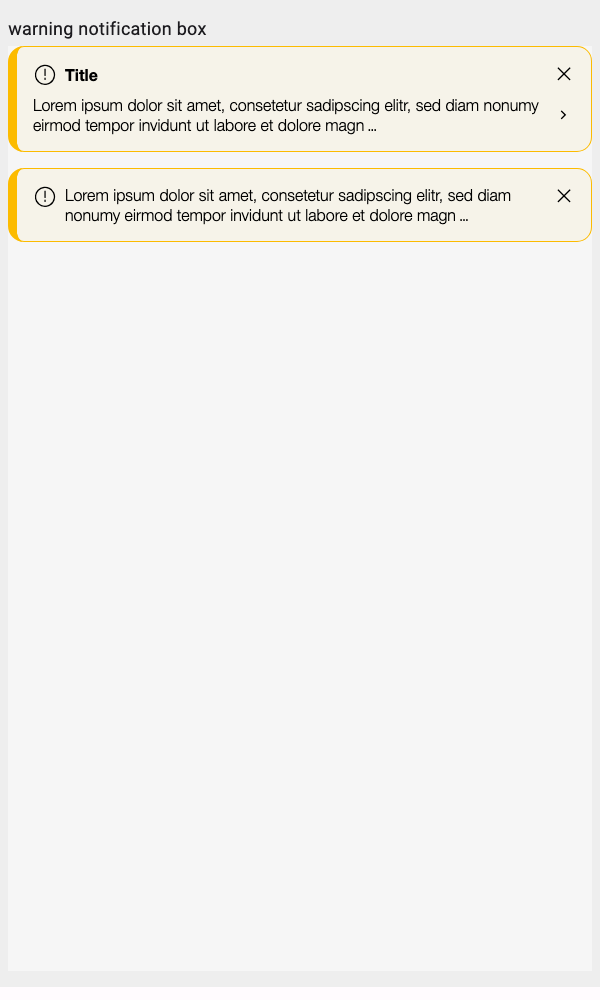 warning notification box
Title
Lorem ipsum dolor sit amet, consetetur sadipscing elitr, sed diam nonumy
eirmod tempor invidunt ut labore et dolore magn ...
Lorem ipsum dolor sit amet, consetetur sadipscing elitr, sed diam
nonumy eirmod tempor invidunt ut labore et dolore magn ...